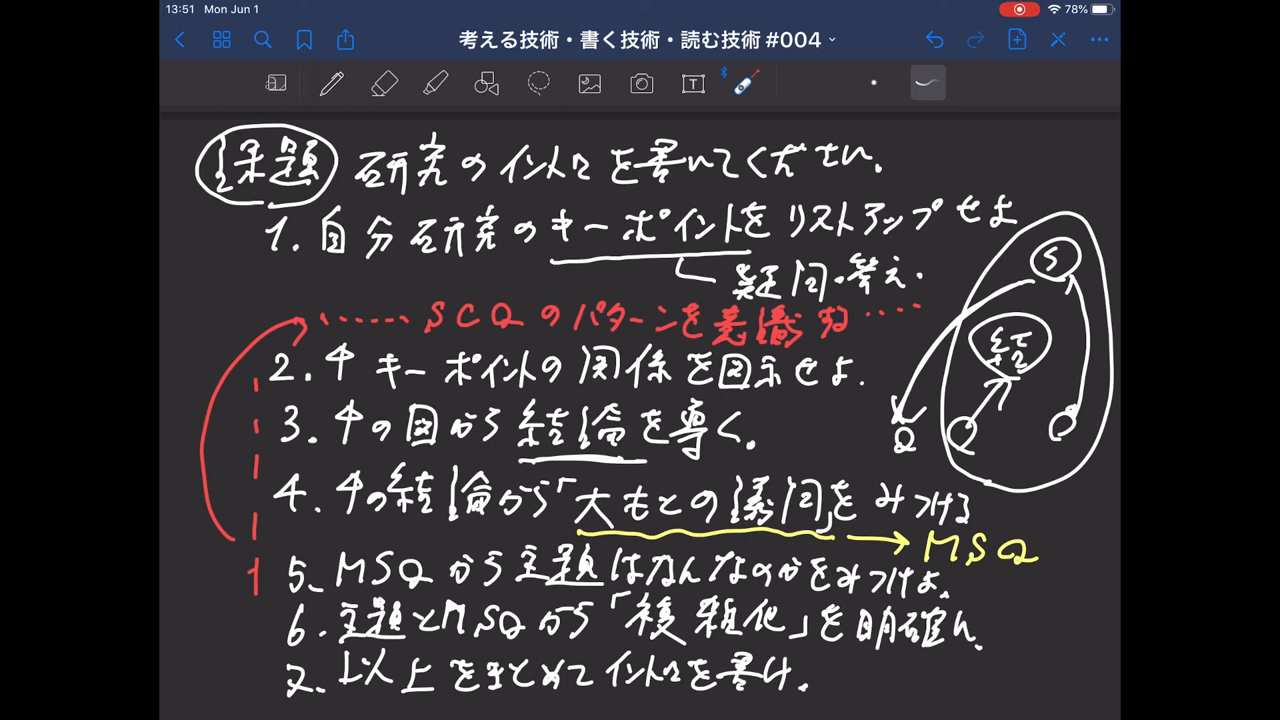 13:51 Mon Jun 1 78%
考える技術・書く技術・読む技術 #004
T
課題 研究のイントロを書いてください.
1. 自分研究のキーポイントをリストアップせよ
疑問・答え.
...... SCQのパターンを意識する ....
2. 4 キーポイントの関係を図示せよ.
3. 4の図から結論を導く.
4. 4の結論から「大もとの疑問」をみつける
→ MSQ
5. MSQから主題はなんなのかをみつけよ.
6. 主題とMSQから「複雑化」を明確に.
7. 以上をまとめてイントロを書け.
S
結
Q